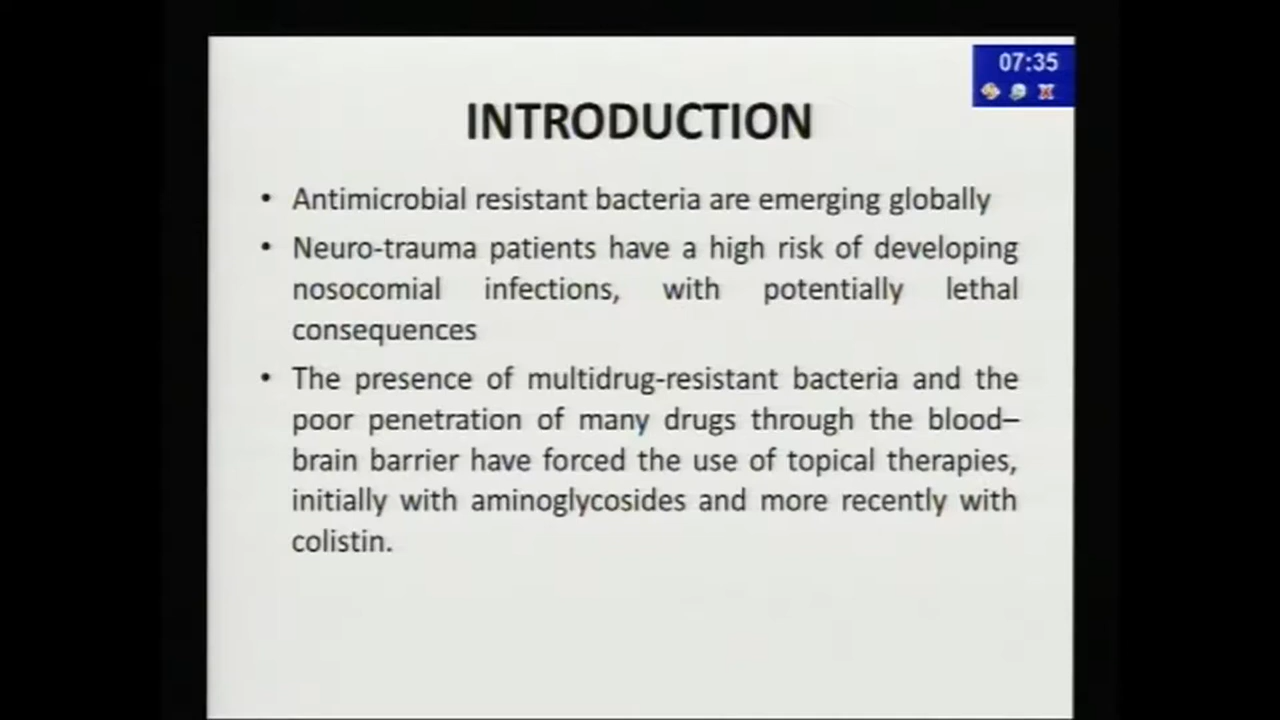 07:35
INTRODUCTION
• Antimicrobial resistant bacteria are emerging globally
• Neuro-trauma patients have a high risk of developing
nosocomial infections, with potentially lethal
consequences
• The presence of multidrug-resistant bacteria and the
poor penetration of many drugs through the blood–
brain barrier have forced the use of topical therapies,
initially with aminoglycosides and more recently with
colistin.